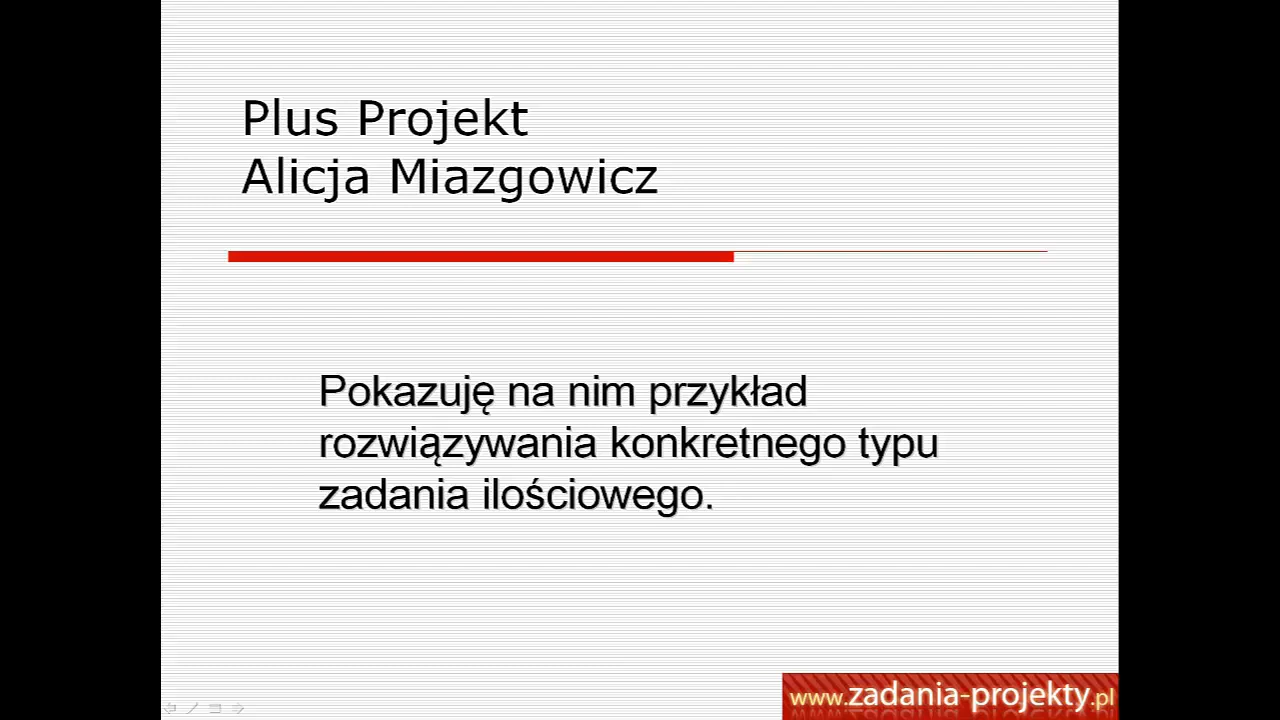 Plus Projekt
Alicja Miazgowicz
Pokazuję na nim przykład
rozwiązywania konkretnego typu
zadania ilościowego.
www.zadania-projekty.pl